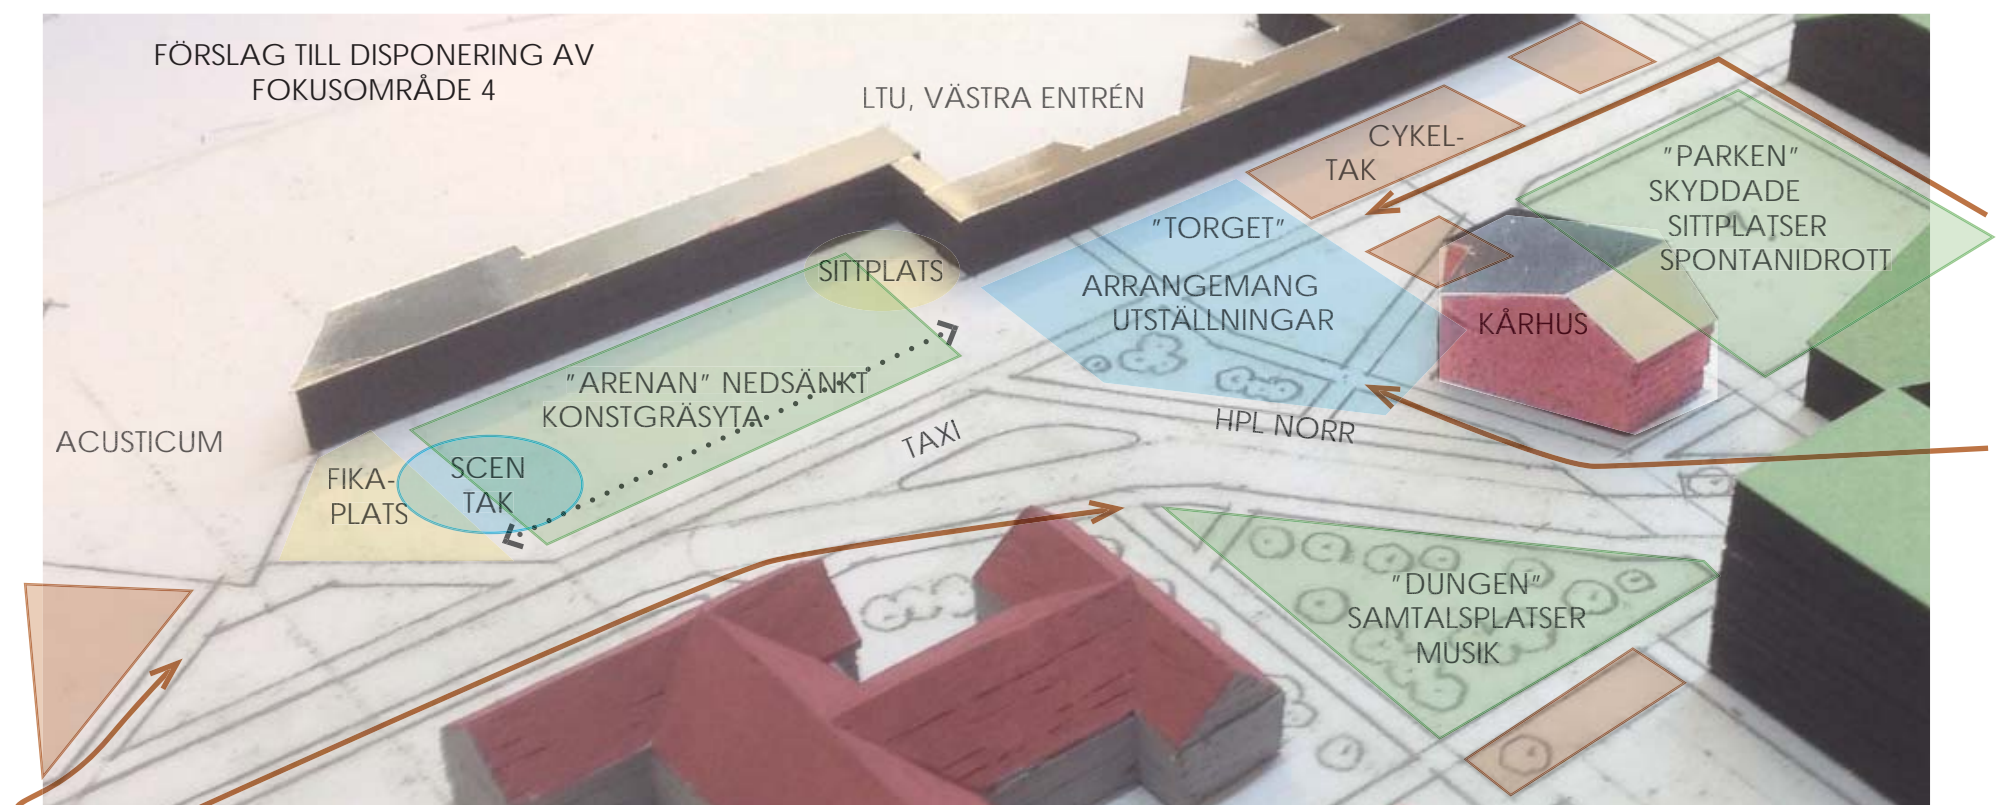 FÖRSLAG TILL DISPONERING AV
FOKUSOMRÅDE 4
LTU, VÄSTRA ENTRÉN
CYKEL-
TAK
"PARKEN"
SKYDDADE
SITTPLATSER
SPONTANIDROTT
"TORGET"
ARRANGEMANG
UTSTÄLLNINGAR
SITTPLATS
KÅRHUS
"ARENAN" NEDSÄNKT
KONSTGRÄSYTA
ACUSTICUM
TAXI
HPL NORR
FIKA-
PLATS
SCEN
TAK
"DUNGEN"
SAMTALSPLATSER
MUSIK